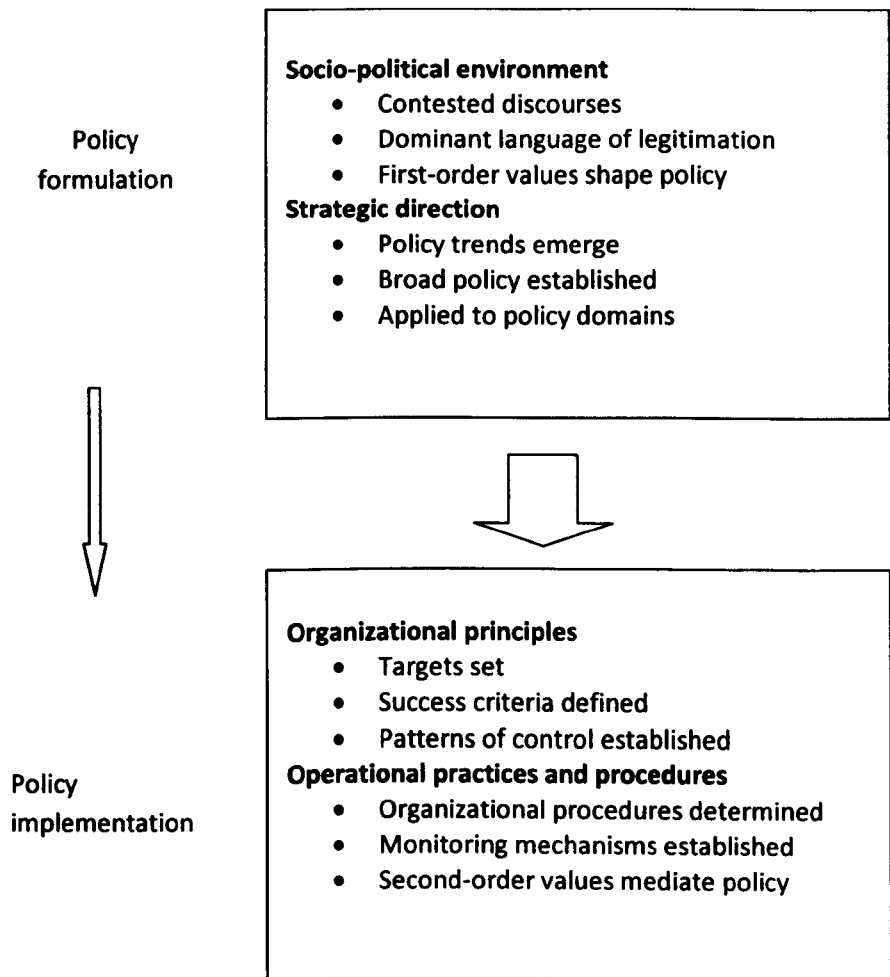 Policy
formulation
Socio-political environment
• Contested discourses
• Dominant language of legitimation
• First-order values shape policy
Strategic direction
• Policy trends emerge
• Broad policy established
• Applied to policy domains
Policy
implementation
Organizational principles
• Targets set
• Success criteria defined
• Patterns of control established
Operational practices and procedures
• Organizational procedures determined
• Monitoring mechanisms established
• Second-order values mediate policy